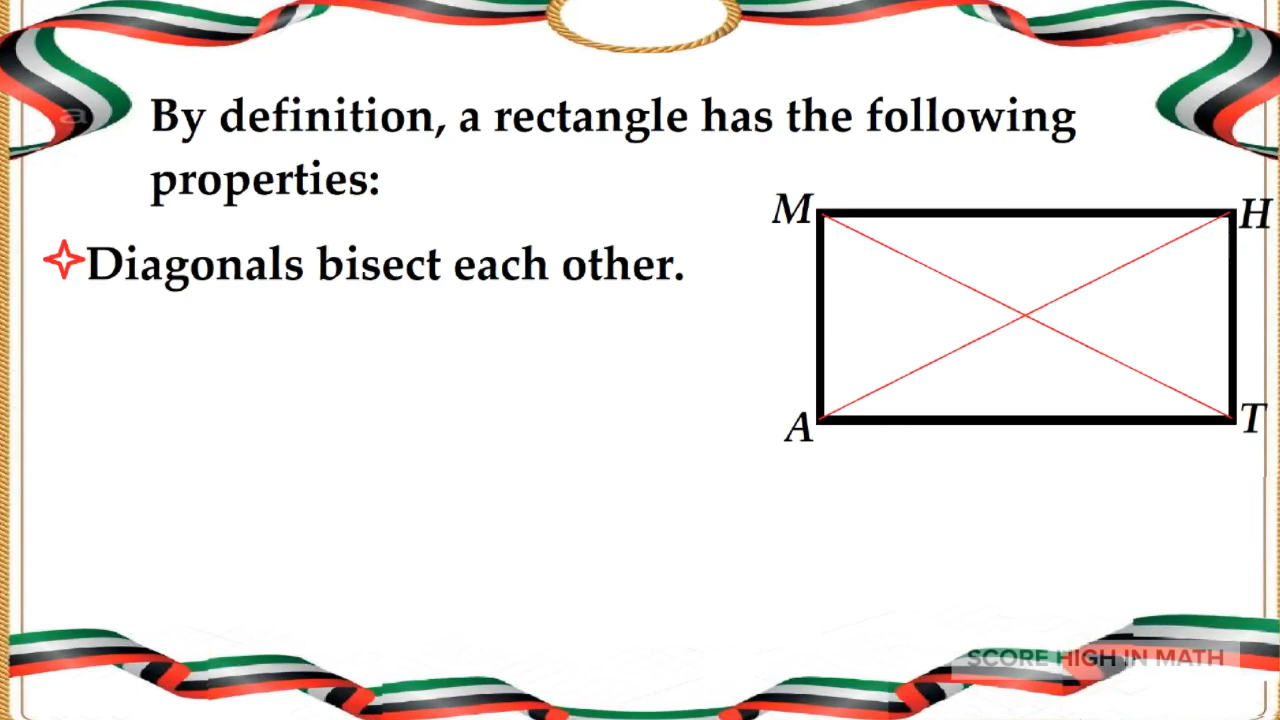 By definition, a rectangle has the following
properties:
M
H
Diagonals bisect each other.
A
T
SCORE HIGH IN MATH